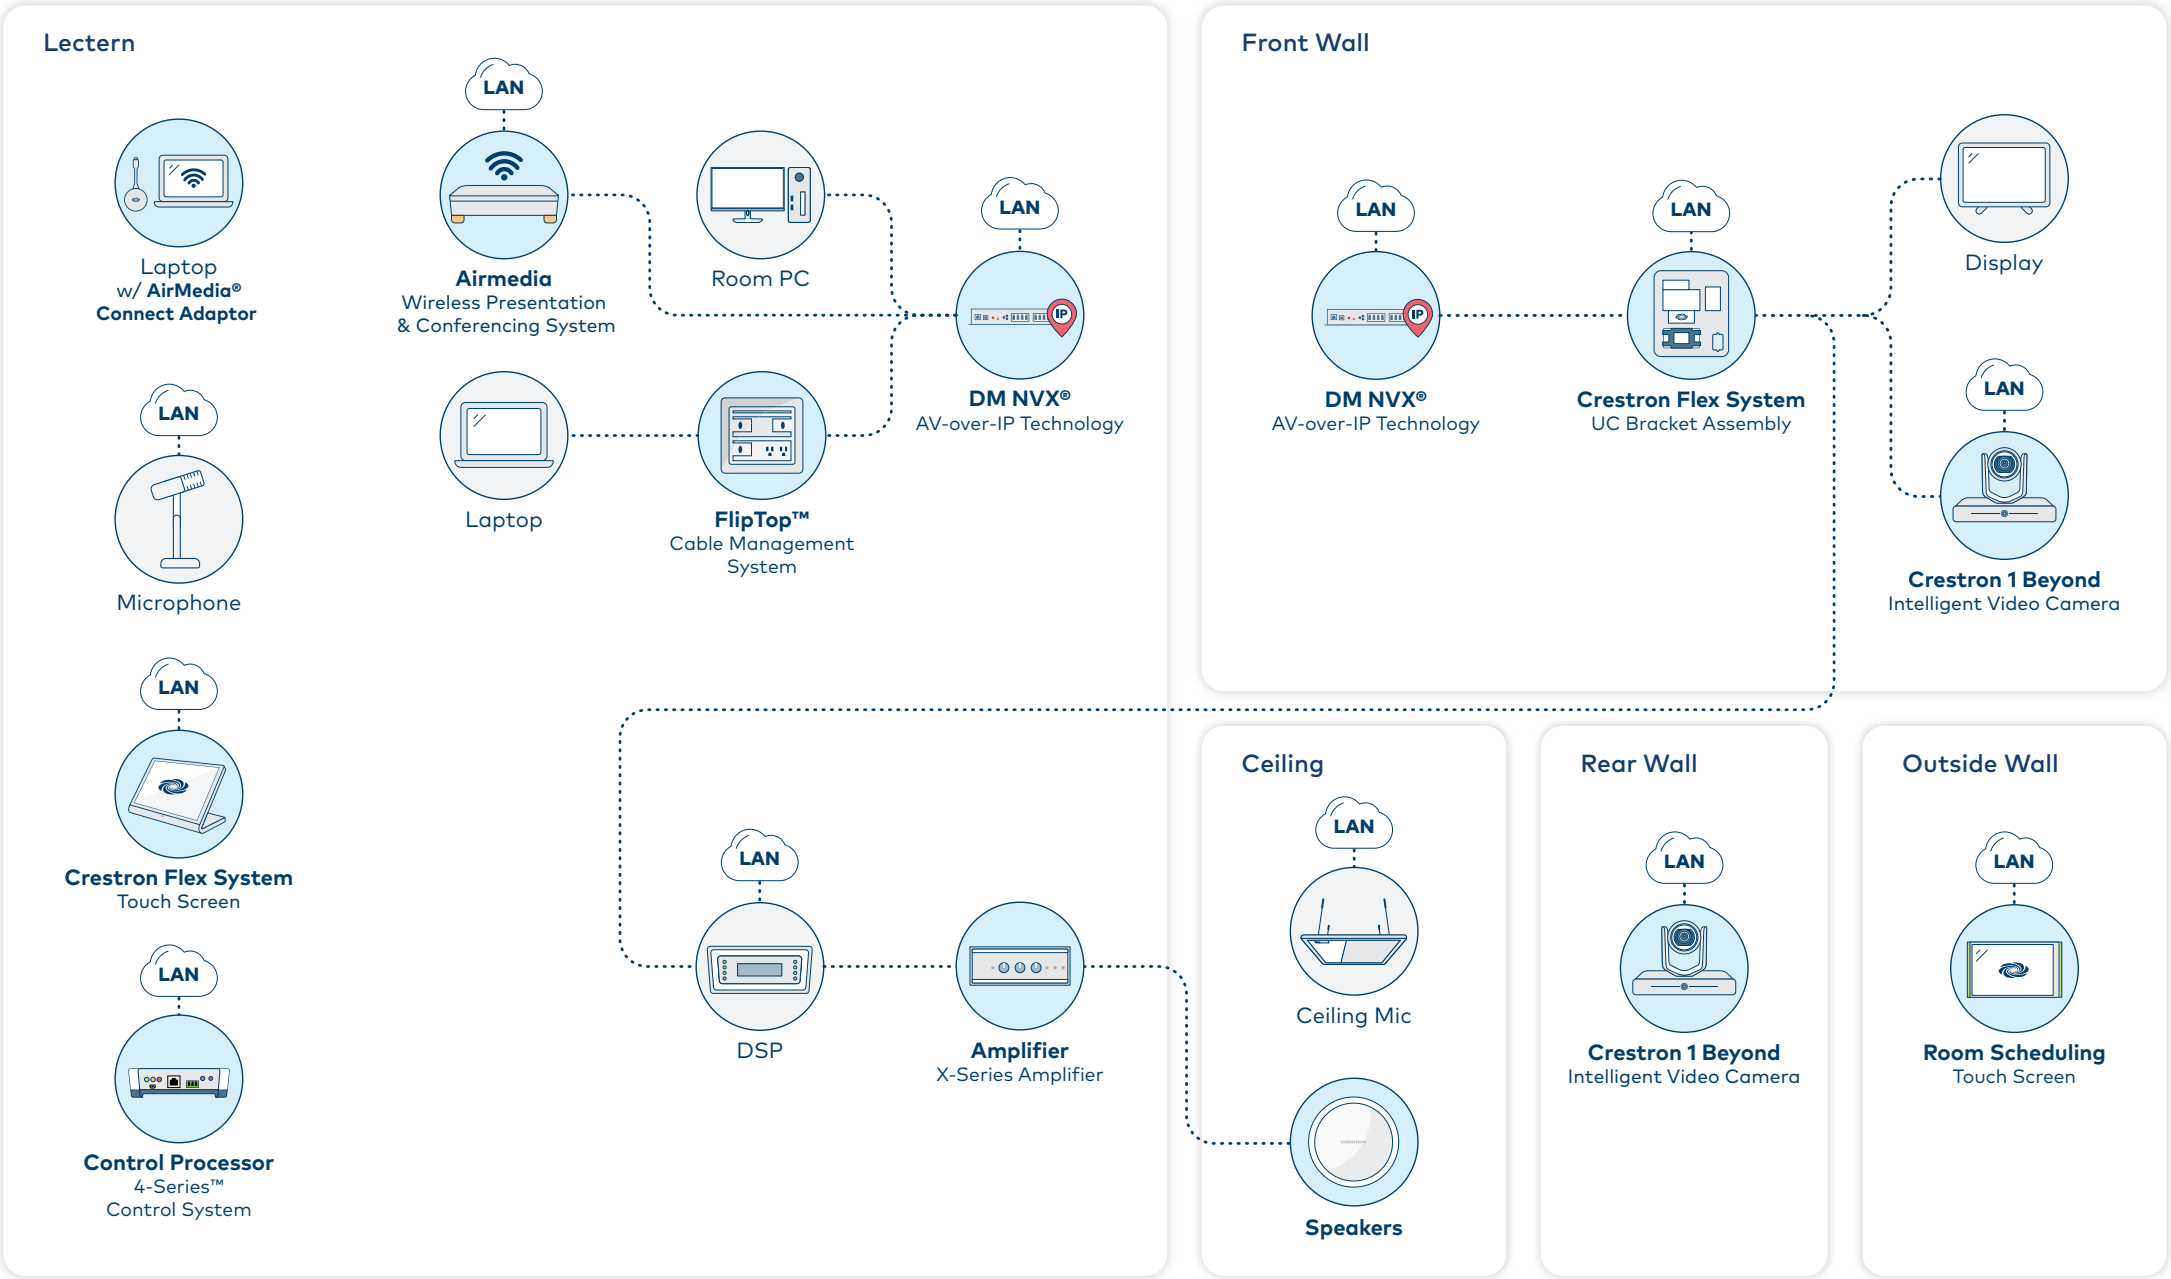 Lectern
LAN
Laptop
w/ AirMedia®
Connect Adaptor
Airmedia
Wireless Presentation
& Conferencing System
Room PC
LAN
IP
DM NVX®
AV-over-IP Technology
LAN
Microphone
Laptop
FlipTop™
Cable Management
System
LAN
Crestron Flex System
Touch Screen
LAN
Control Processor
4-Series™
Control System
LAN
DSP
Amplifier
X-Series Amplifier
Front Wall
LAN
IP
DM NVX®
AV-over-IP Technology
LAN
Crestron Flex System
UC Bracket Assembly
Display
LAN
Crestron 1 Beyond
Intelligent Video Camera
Ceiling
LAN
Ceiling Mic
Speakers
Rear Wall
LAN
Crestron 1 Beyond
Intelligent Video Camera
Outside Wall
LAN
Room Scheduling
Touch Screen